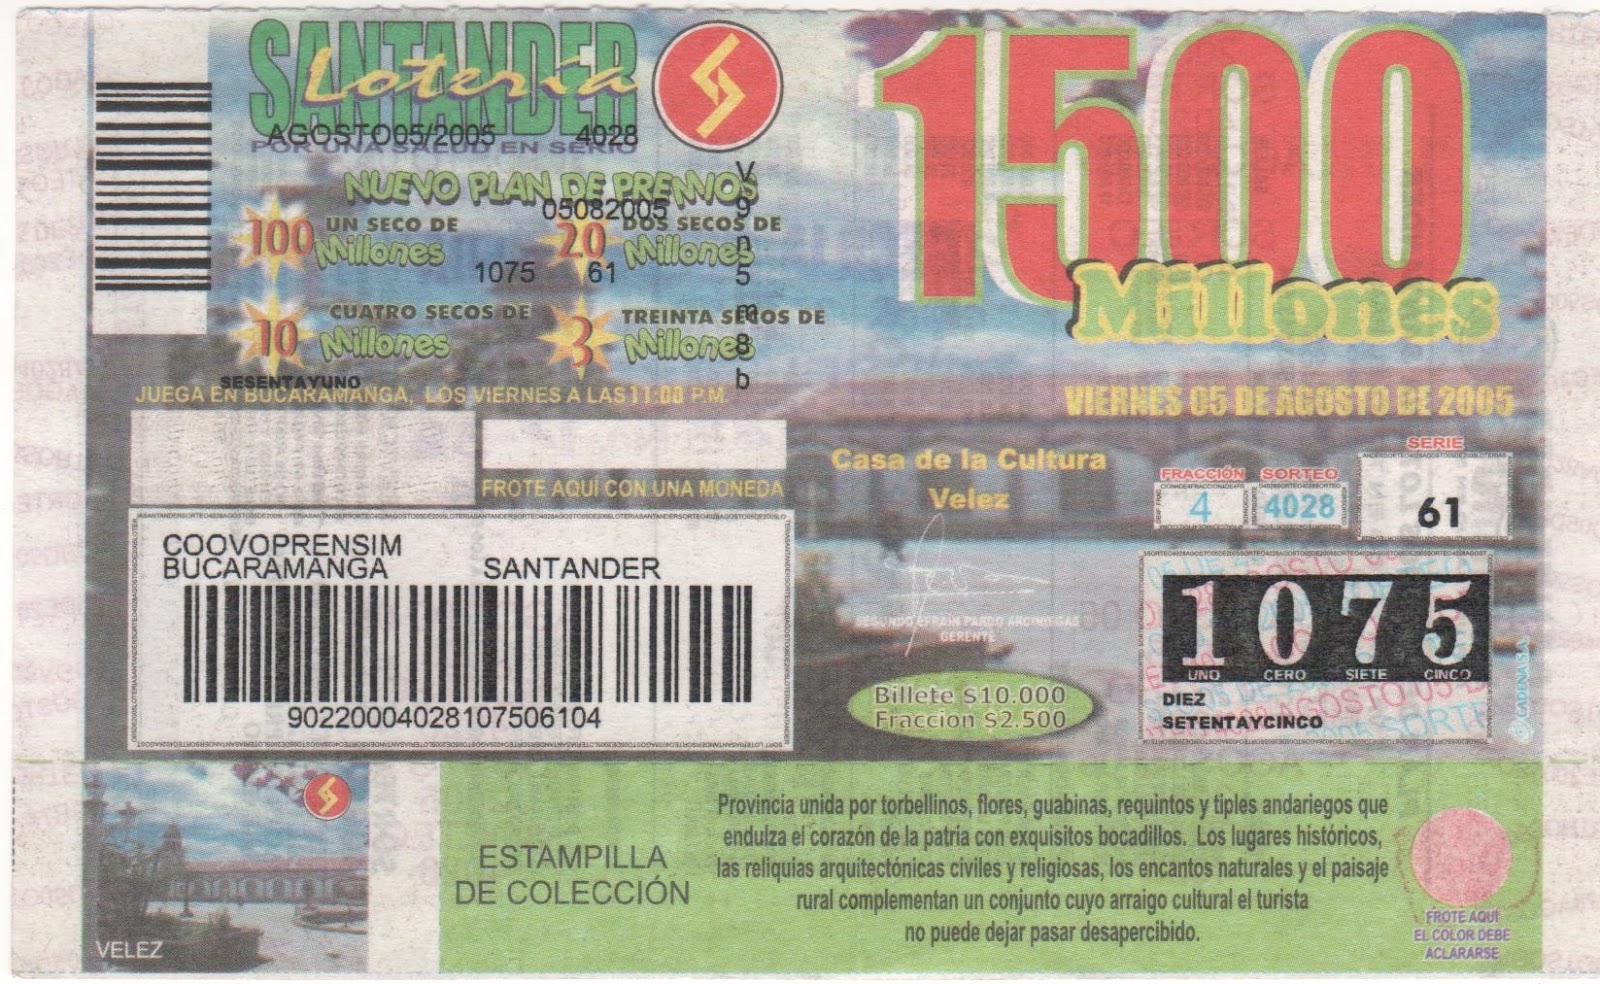 SANTANDER
Lotería
AGOSTO05/2005 4028
POR UNA SALUD EN SERIO
NUEVO PLAN DE PREMIOS
05082005
V9n5m8b
100 UN SECO DE Millones
20 DOS SECOS DE Millones
1075 61
10 CUATRO SECOS DE Millones
3 TREINTA SECOS DE Millones
SESENTAYUNO
JUEGA EN BUCARAMANGA, LOS VIERNES A LAS 11:00 P.M.
FROTE AQUÍ CON UNA MONEDA
1500
Millones
VIERNES 05 DE AGOSTO DE 2005
Casa de la Cultura
Velez
FRACCIÓN SORTEO SERIE
4 4028 61
SEGUNDO EFRAIN PARDO ARCINIEGAS
GERENTE
Billete $10.000
Fraccion $2.500
1075
UNO CERO SIETE CINCO
DIEZ
SETENTAYCINCO
CADENA S.A.
COOVOPRENSIM
BUCARAMANGA SANTANDER
90220004028107506104
VELEZ
ESTAMPILLA
DE COLECCIÓN
Provincia unida por torbellinos, flores, guabinas, requintos y tiples andariegos que
endulza el corazón de la patria con exquisitos bocadillos. Los lugares históricos,
las reliquias arquitectónicas civiles y religiosas, los encantos naturales y el paisaje
rural complementan un conjunto cuyo arraigo cultural el turista
no puede dejar pasar desapercibido.
FROTE AQUI
EL COLOR DEBE
ACLARARSE